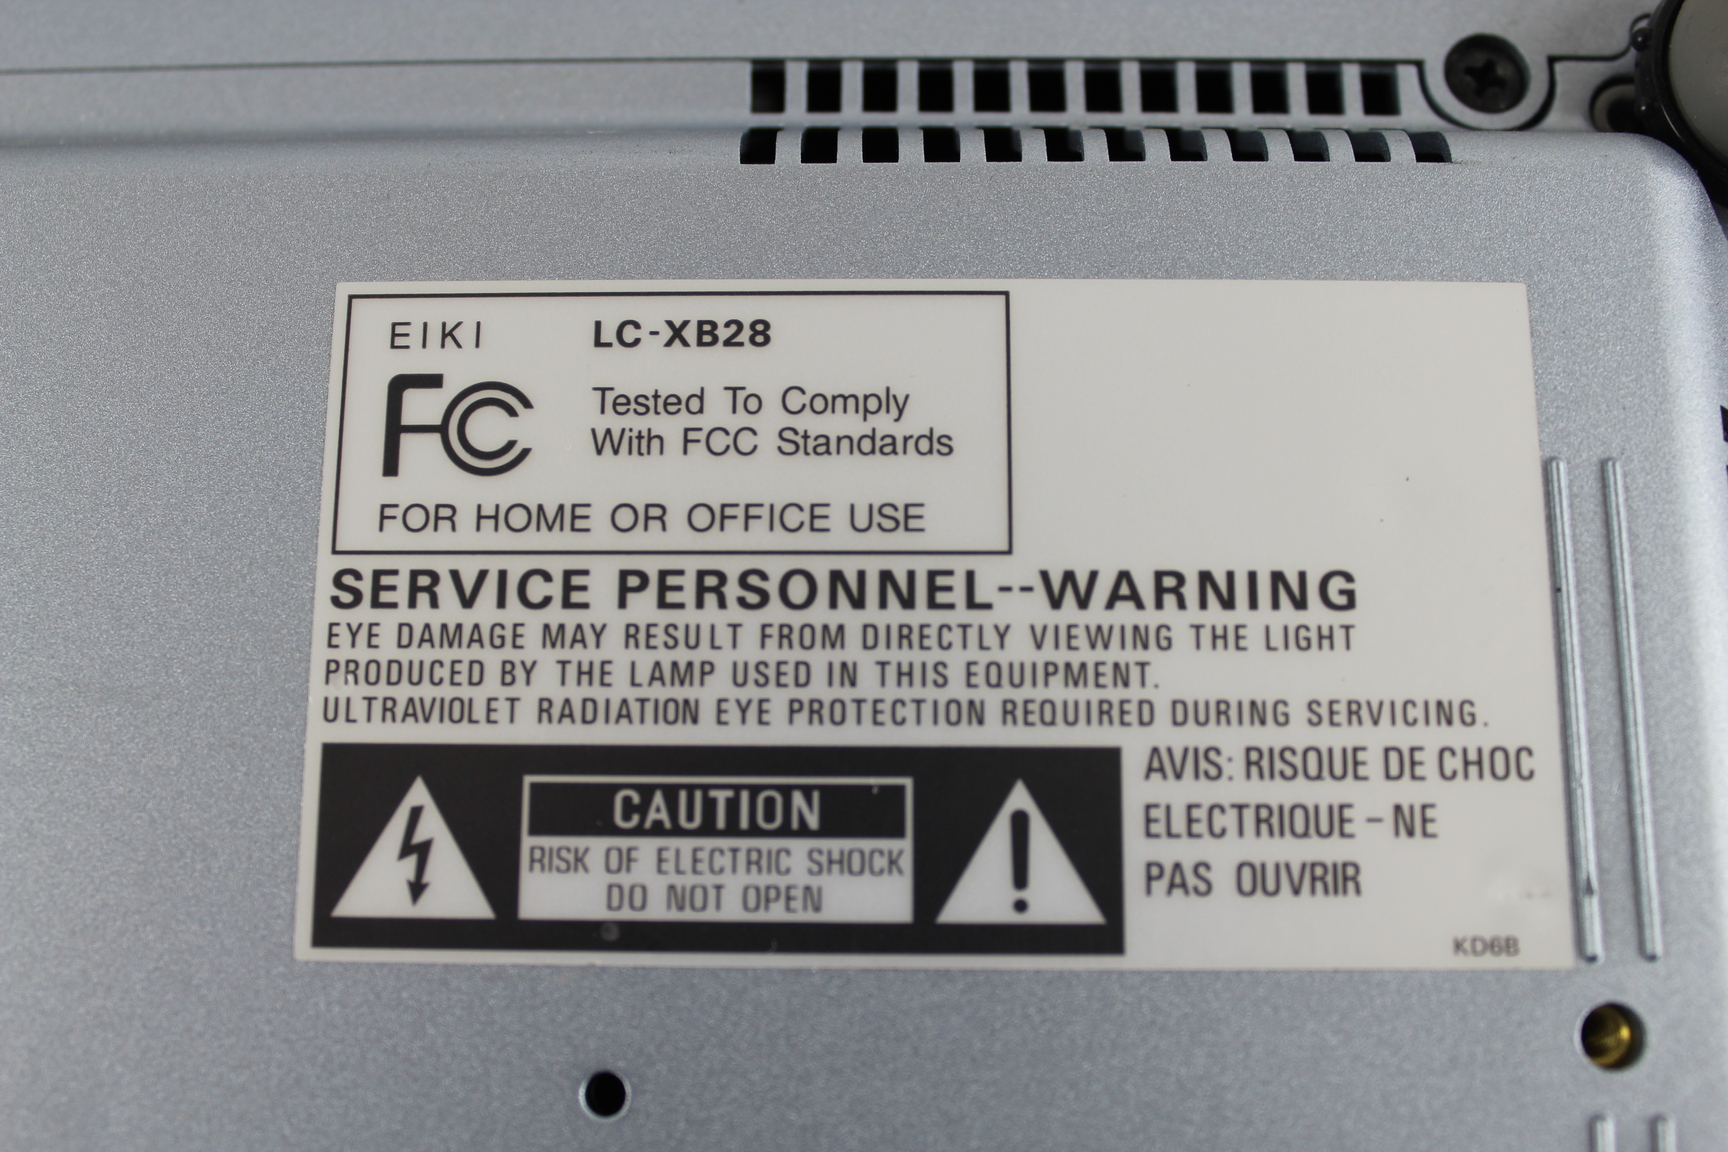 EIKI LC-XB28
FC Tested To Comply
With FCC Standards
FOR HOME OR OFFICE USE
SERVICE PERSONNEL--WARNING
EYE DAMAGE MAY RESULT FROM DIRECTLY VIEWING THE LIGHT
PRODUCED BY THE LAMP USED IN THIS EQUIPMENT.
ULTRAVIOLET RADIATION EYE PROTECTION REQUIRED DURING SERVICING.
CAUTION
RISK OF ELECTRIC SHOCK
DO NOT OPEN
AVIS: RISQUE DE CHOC
ELECTRIQUE – NE
PAS OUVRIR
KD6B